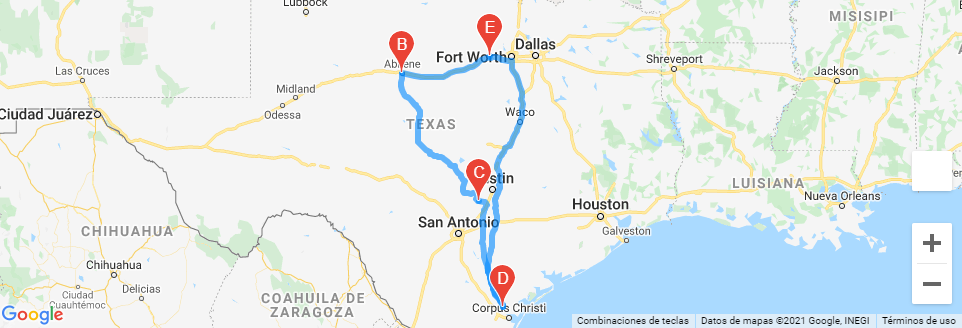 Lubbock
MISISIPI
E
B
Dallas
Fort Worth
Abilene
Shreveport
Jackson
Las Cruces
Midland
Odessa
Ciudad Juárez
TEXAS
Waco
C
Austin
LUISIANA
Nueva Orleans
Houston
San Antonio
Galveston
CHIHUAHUA
Chihuahua
Delicias
Ciudad
Cuauhtémoc
D
COAHUILA DE
ZARAGOZA
Corpus Christi
+
−
Google
Combinaciones de teclas
Datos de mapas ©2021 Google, INEGI
Términos de uso